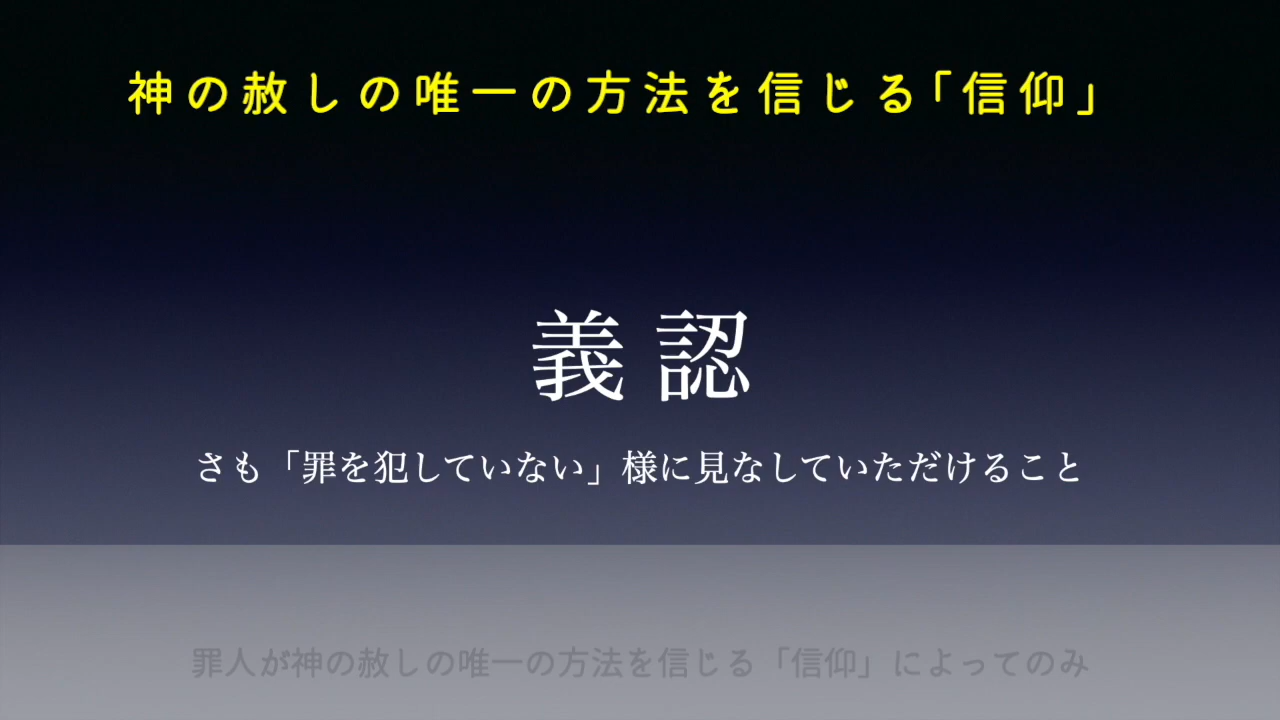 神の赦しの唯一の方法を信じる「信仰」
義認
さも「罪を犯していない」様に見なしていただけること
罪人が神の赦しの唯一の方法を信じる「信仰」によってのみ